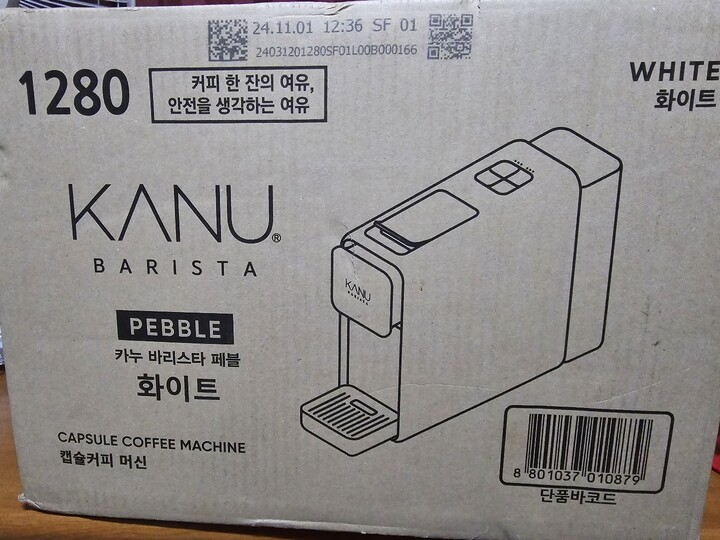 24.11.01 12:36 SF 01
24031201280SF01L00B000166
1280
커피 한 잔의 여유,
안전을 생각하는 여유
WHITE
화이트
KANU®
BARISTA
PEBBLE
카누 바리스타 페블
화이트
CAPSULE COFFEE MACHINE
캡슐커피 머신
KANU
BARISTA
8 801037 010879
단품바코드